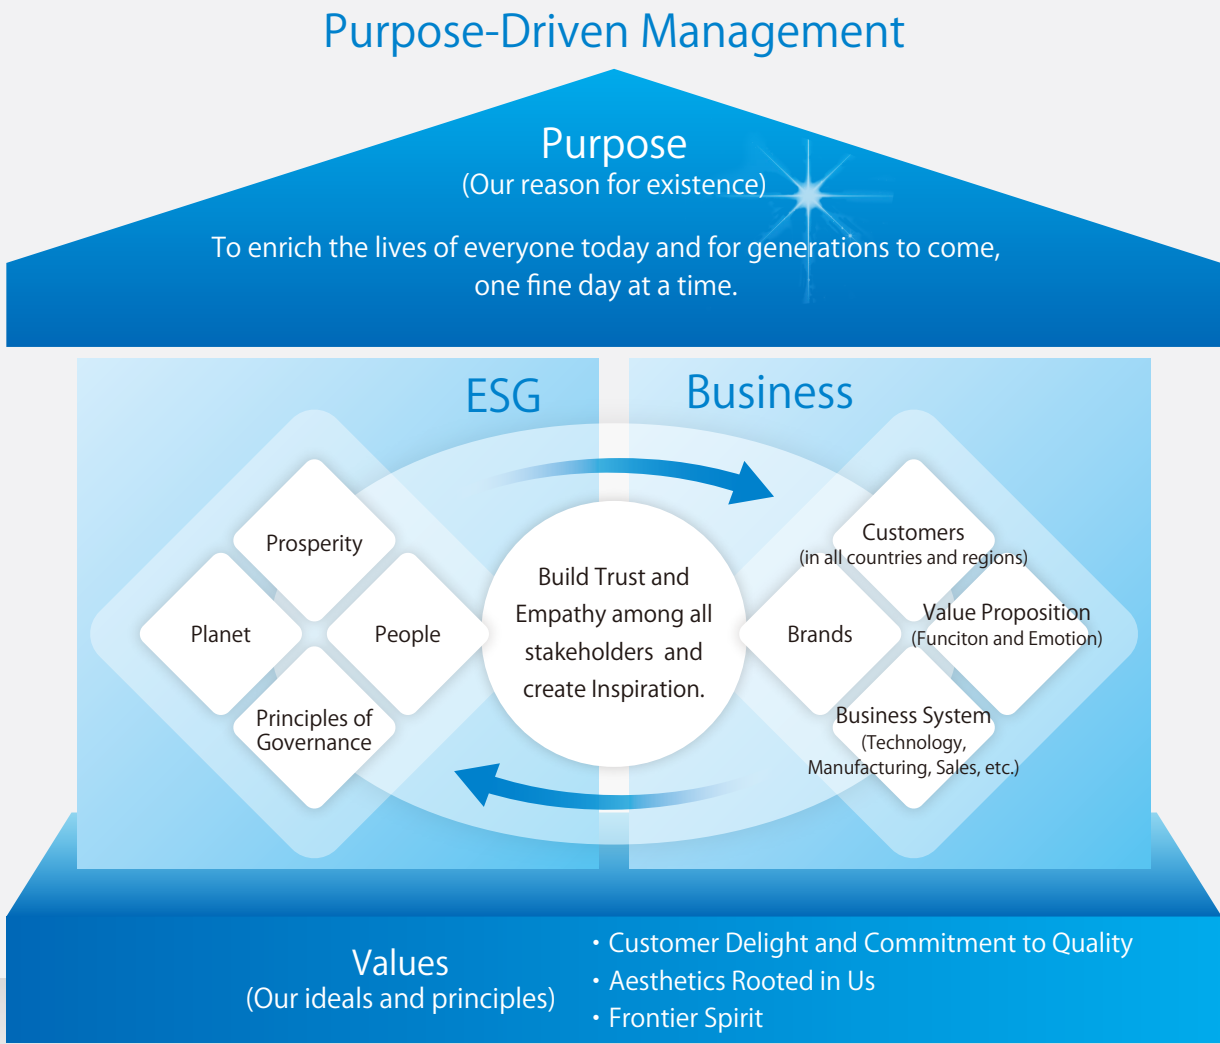 Purpose-Driven Management
Purpose
(Our reason for existence)
To enrich the lives of everyone today and for generations to come,
one fine day at a time.
ESG
Prosperity
Planet
People
Principles of
Governance
Build Trust and
Empathy among all
stakeholders and
create Inspiration.
Business
Customers
(in all countries and regions)
Brands
Value Proposition
(Funciton and Emotion)
Business System
(Technology,
Manufacturing, Sales, etc.)
Values
(Our ideals and principles)
・Customer Delight and Commitment to Quality
・Aesthetics Rooted in Us
・Frontier Spirit